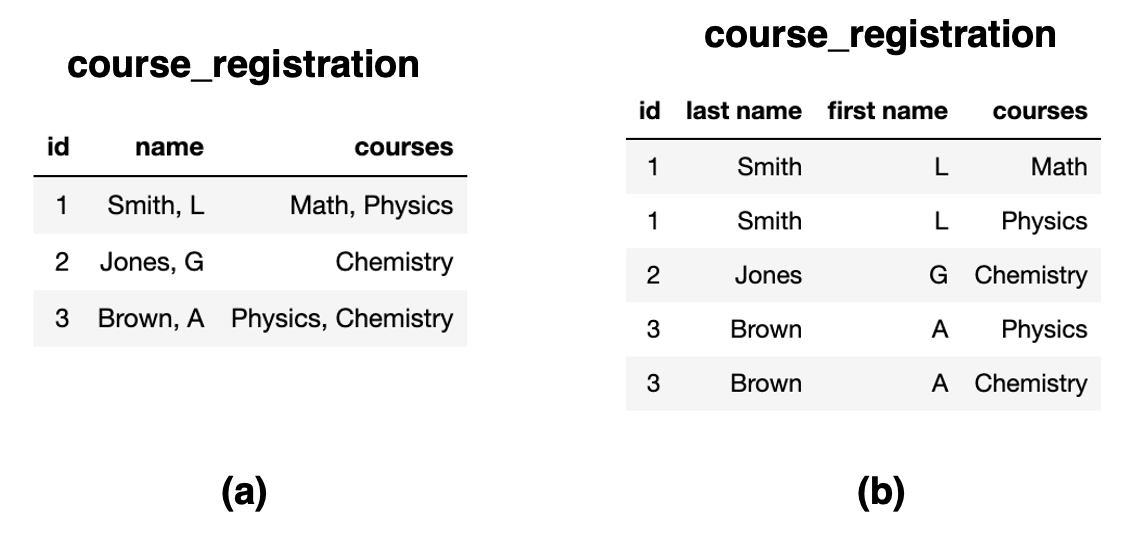 course_registration
id name courses
1 Smith, L Math, Physics
2 Jones, G Chemistry
3 Brown, A Physics, Chemistry
(a)
course_registration
id last name first name courses
1 Smith L Math
1 Smith L Physics
2 Jones G Chemistry
3 Brown A Physics
3 Brown A Chemistry
(b)